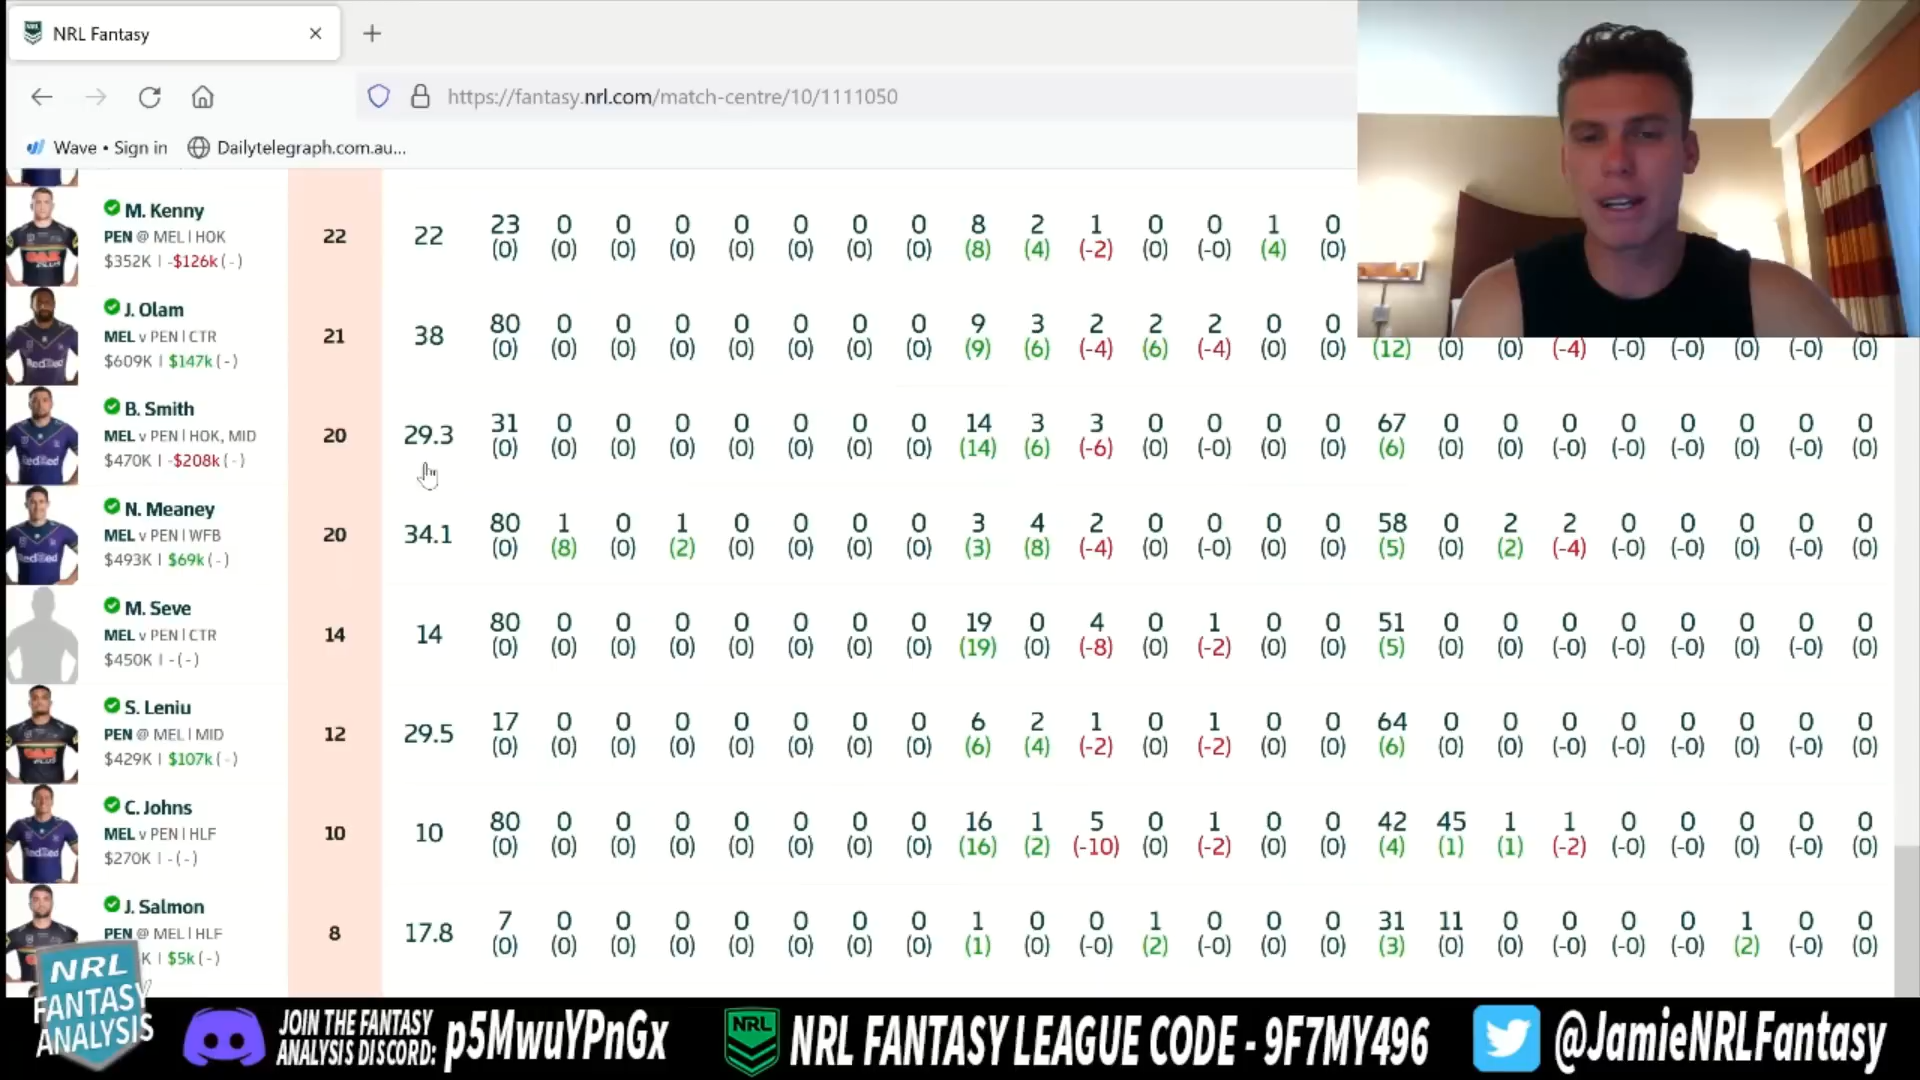 NRL Fantasy
https://fantasy.nrl.com/match-centre/10/1111050
Wave • Sign in Dailytelegraph.com.au...
M. Kenny
PEN @ MEL | HOK
$352K | -$126k (-)
22 22 23 0 0 0 0 0 0 0 8 2 1 0 0 1 0
(0) (0) (0) (0) (0) (0) (0) (0) (8) (4) (-2) (0) (-0) (4) (0)
J. Olam
MEL v PEN | CTR
$609K | $147k (-)
21 38 80 0 0 0 0 0 0 0 9 3 2 2 2 0 0
(0) (0) (0) (0) (0) (0) (0) (0) (9) (6) (-4) (6) (-4) (0) (0) (12) (0) (0) (-4) (-0) (-0) (0) (-0) (0)
B. Smith
MEL v PEN | HOK, MID
$470K | -$208k (-)
20 29.3 31 0 0 0 0 0 0 0 14 3 3 0 0 0 0 67 0 0 0 0 0 0 0 0
(0) (0) (0) (0) (0) (0) (0) (0) (14) (6) (-6) (0) (-0) (0) (0) (6) (0) (0) (-0) (-0) (-0) (0) (-0) (0)
N. Meaney
MEL v PEN | WFB
$493K | $69k (-)
20 34.1 80 1 0 1 0 0 0 0 3 4 2 0 0 0 0 58 0 2 2 0 0 0 0 0
(0) (8) (0) (2) (0) (0) (0) (0) (3) (8) (-4) (0) (-0) (0) (0) (5) (0) (2) (-4) (-0) (-0) (0) (-0) (0)
M. Seve
MEL v PEN | CTR
$450K | - (-)
14 14 80 0 0 0 0 0 0 0 19 0 4 0 1 0 0 51 0 0 0 0 0 0 0 0
(0) (0) (0) (0) (0) (0) (0) (0) (19) (0) (-8) (0) (-2) (0) (0) (5) (0) (0) (-0) (-0) (-0) (0) (-0) (0)
S. Leniu
PEN @ MEL | MID
$429K | $107k (-)
12 29.5 17 0 0 0 0 0 0 0 6 2 1 0 1 0 0 64 0 0 0 0 0 0 0 0
(0) (0) (0) (0) (0) (0) (0) (0) (6) (4) (-2) (0) (-2) (0) (0) (6) (0) (0) (-0) (-0) (-0) (0) (-0) (0)
C. Johns
MEL v PEN | HLF
$270K | - (-)
10 10 80 0 0 0 0 0 0 0 16 1 5 0 1 0 0 42 45 1 1 0 0 0 0 0
(0) (0) (0) (0) (0) (0) (0) (0) (16) (2) (-10) (0) (-2) (0) (0) (4) (1) (1) (-2) (-0) (-0) (0) (-0) (0)
J. Salmon
PEN @ MEL | HLF
K | $5k (-)
8 17.8 7 0 0 0 0 0 0 0 1 0 0 1 0 0 0 31 11 0 0 0 0 1 0 0
(0) (0) (0) (0) (0) (0) (0) (0) (1) (0) (-0) (2) (-0) (0) (0) (3) (0) (0) (-0) (-0) (-0) (2) (-0) (0)
NRL
FANTASY
ANALYSIS
JOIN THE FANTASY
ANALYSIS DISCORD: p5MwuYPnGx
NRL NRL FANTASY LEAGUE CODE - 9F7MY496
@JamieNRLFantasy